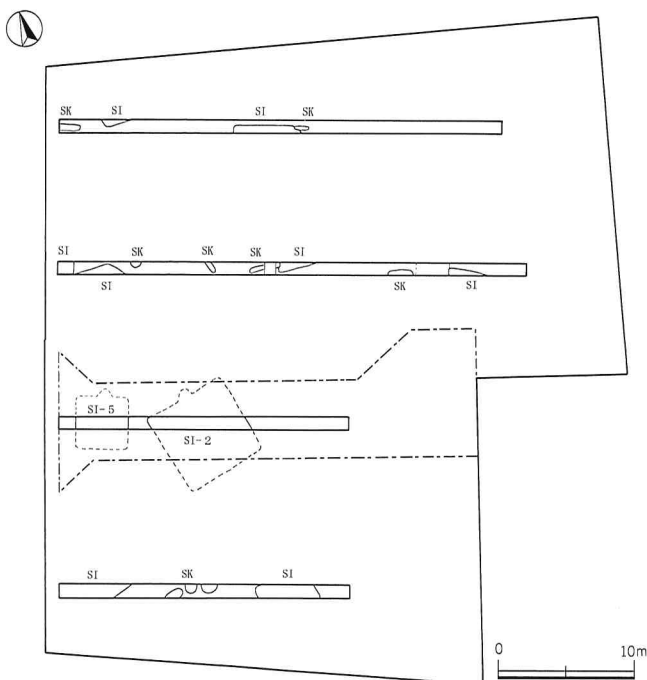 SK SI SI SK
SI SK SK SK SI
SI SK SI
SI-5
SI-2
SI SK SI
0 10m